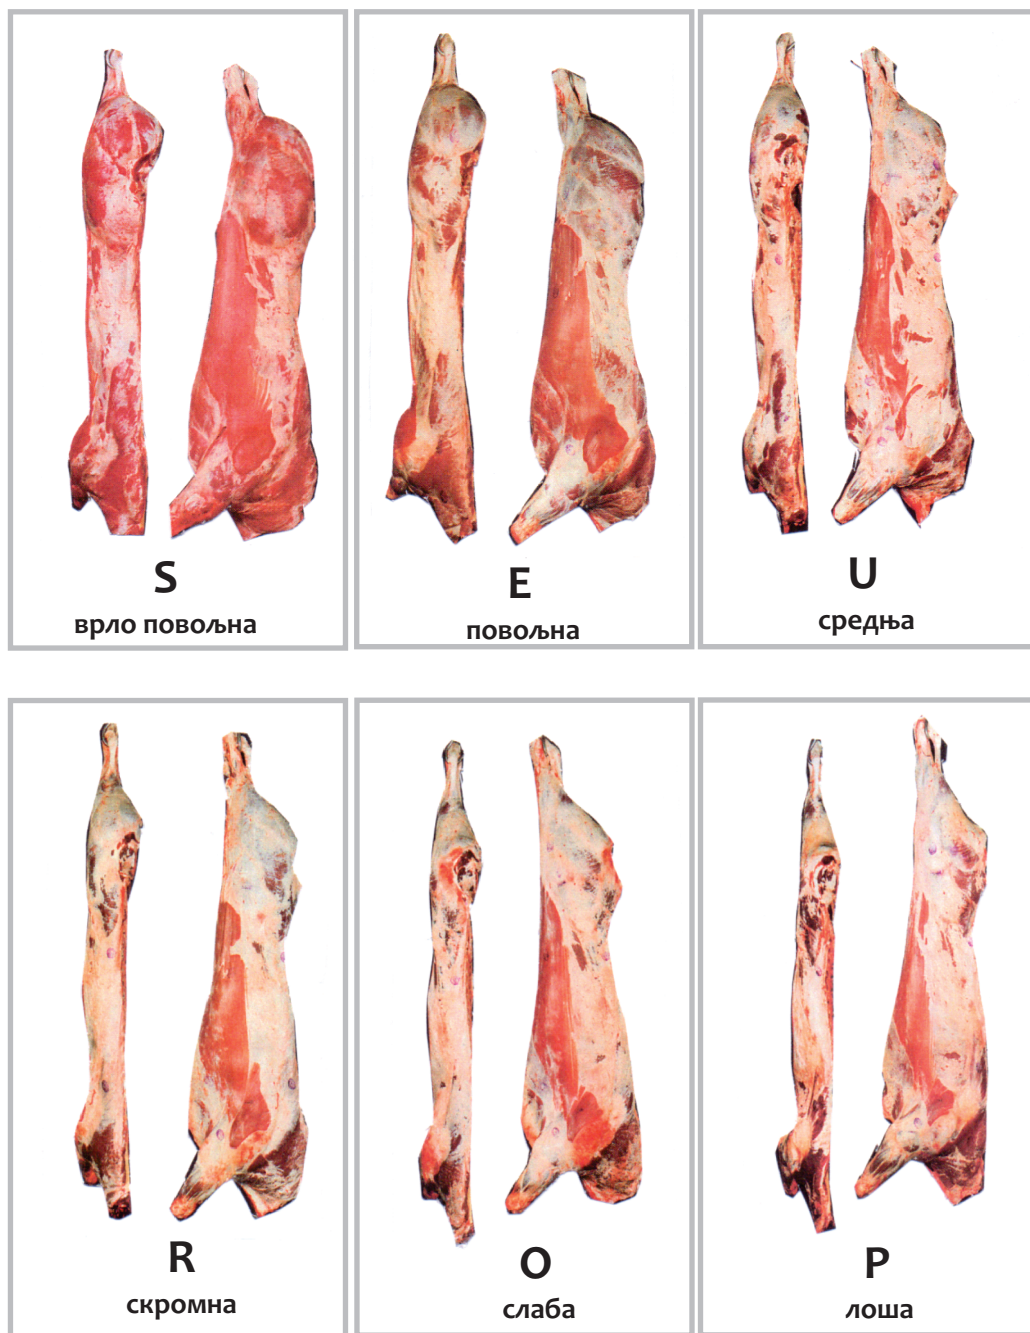 S
врло повољна
E
повољна
U
средња
R
скромна
O
слаба
P
лоша